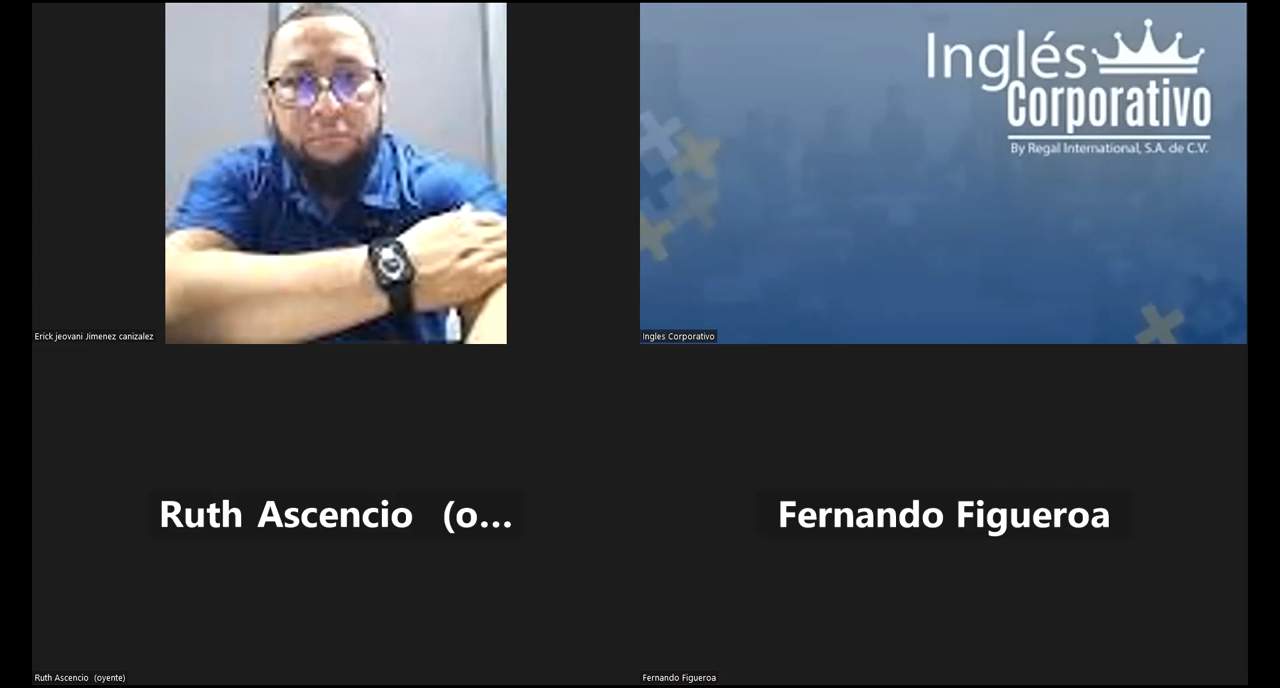 Inglés
Corporativo
By Regal International, S.A. de C.V.
Erick jeovani Jimenez canizalez
Ingles Corporativo
Ruth Ascencio (o...
Fernando Figueroa
Ruth Ascencio (oyente)
Fernando Figueroa